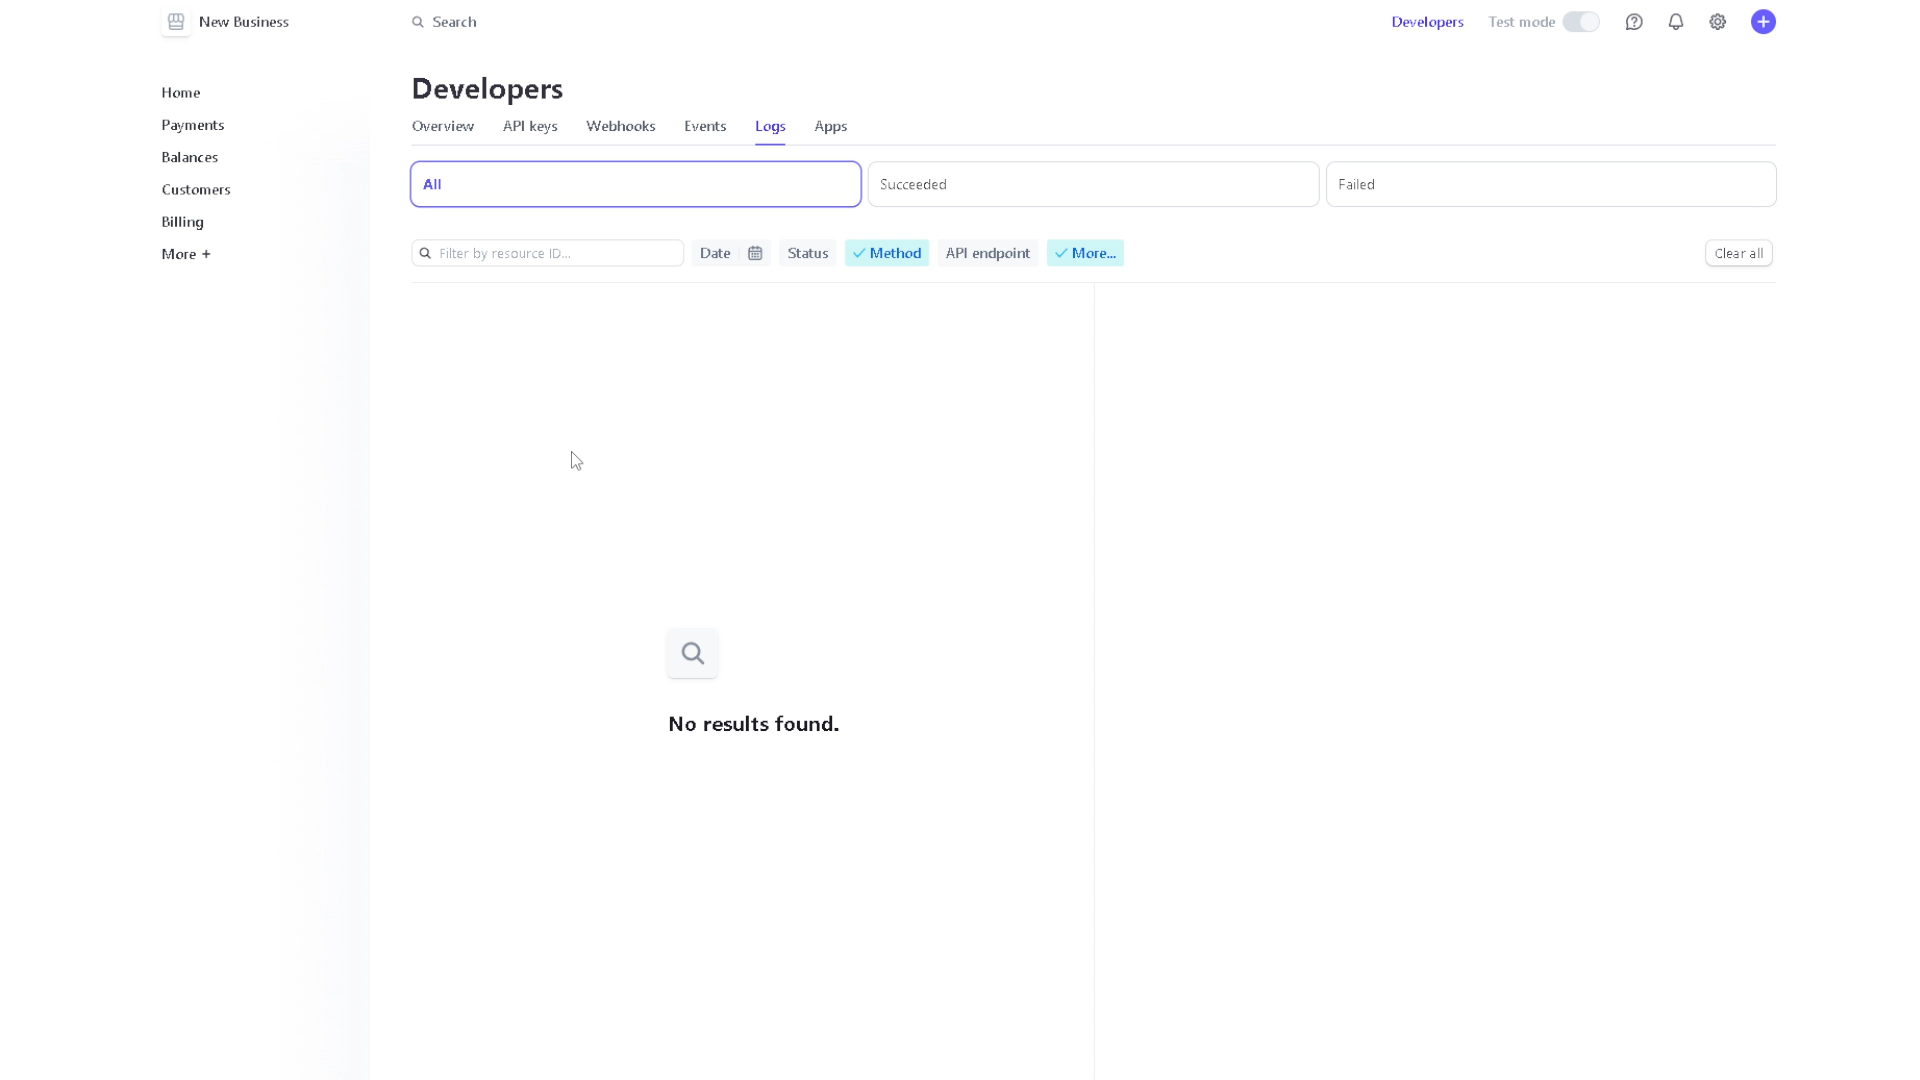 New Business
Search
Developers
Test mode
Home
Payments
Balances
Customers
Billing
More +
Developers
Overview
API keys
Webhooks
Events
Logs
Apps
All
Succeeded
Failed
Filter by resource ID...
Date
Status
Method
API endpoint
More...
Clear all
No results found.